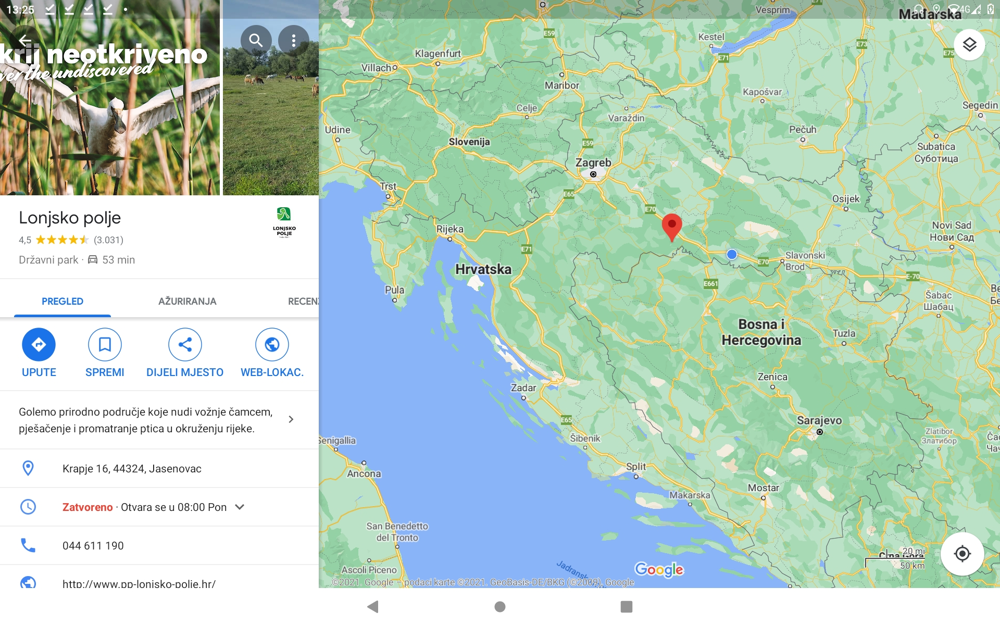 13:25
4G
krij neotkriveno
ver the undiscovered
Lonjsko polje
LONJSKO
POLJE
4,5 (3.031)
Državni park · 53 min
PREGLED
AŽURIRANJA
RECENZ
UPUTE
SPREMI
DIJELI MJESTO
WEB-LOKAC.
Golemo prirodno područje koje nudi vožnje čamcem,
pješačenje i promatranje ptica u okruženju rijeke.
Krapje 16, 44324, Jasenovac
Zatvoreno · Otvara se u 08:00 Pon
044 611 190
http://www.pp-lonjsko-polje.hr/
Vesprim
E71
Mađarska
E59
Kestel
E73
E75
E71
Klagenfurt
Villach
Maribor
Kapošvar
Celje
Varaždin
Segedin
Udine
Slovenija
E59
Pečuh
Subatica
Суботица
Zagreb
Trst
E65
E70
Osijek
Rijeka
E71
Novi Sad
Нови Сад
Hrvatska
E70
Slavonski
Brod
E-70
E661
Pula
Šabac
Шабац
Be
Бе
Bosna i
Hercegovina
Tuzla
Zenica
Zadar
E65
Sarajevo
Šibenik
Zlatibor
Златибор
Ča
Чач
Senigallia
Ancona
Split
Mostar
Makarska
San Benedetto
del Tronto
Ascoli Piceno
Jadransk
Google
Crna Gora
20 mi
50 km
©2021. Google – podaci karte ©2021. GeoBasis-DE/BKG (©2009), Google